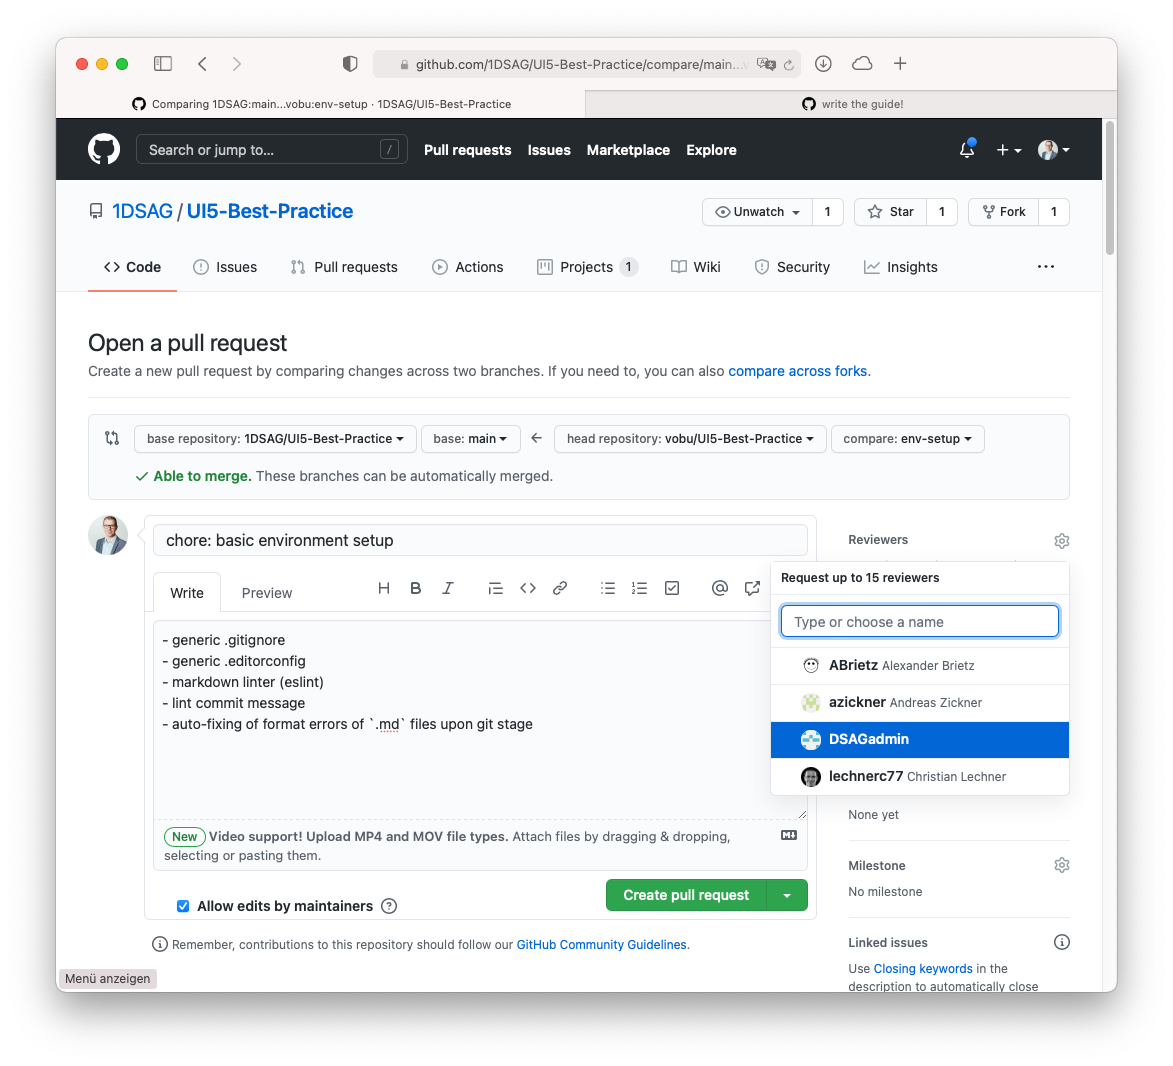 github.com/1DSAG/UI5-Best-Practice/compare/main...
Comparing 1DSAG:main...vobu:env-setup · 1DSAG/UI5-Best-Practice
write the guide!
Search or jump to...
/
Pull requests
Issues
Marketplace
Explore
1DSAG / UI5-Best-Practice
Unwatch
1
Star
1
Fork
1
Code
Issues
Pull requests
Actions
Projects
1
Wiki
Security
Insights
Open a pull request
Create a new pull request by comparing changes across two branches. If you need to, you can also compare across forks.
base repository: 1DSAG/UI5-Best-Practice
base: main
head repository: vobu/UI5-Best-Practice
compare: env-setup
Able to merge. These branches can be automatically merged.
chore: basic environment setup
Write
Preview
- generic .gitignore
- generic .editorconfig
- markdown linter (eslint)
- lint commit message
- auto-fixing of format errors of `.md` files upon git stage
New Video support! Upload MP4 and MOV file types. Attach files by dragging & dropping,
selecting or pasting them.
Allow edits by maintainers
Create pull request
Remember, contributions to this repository should follow our GitHub Community Guidelines.
Reviewers
Request up to 15 reviewers
Type or choose a name
ABrietz Alexander Brietz
azickner Andreas Zickner
DSAGadmin
lechnerc77 Christian Lechner
None yet
Milestone
No milestone
Linked issues
Use Closing keywords in the
description to automatically close
Menü anzeigen